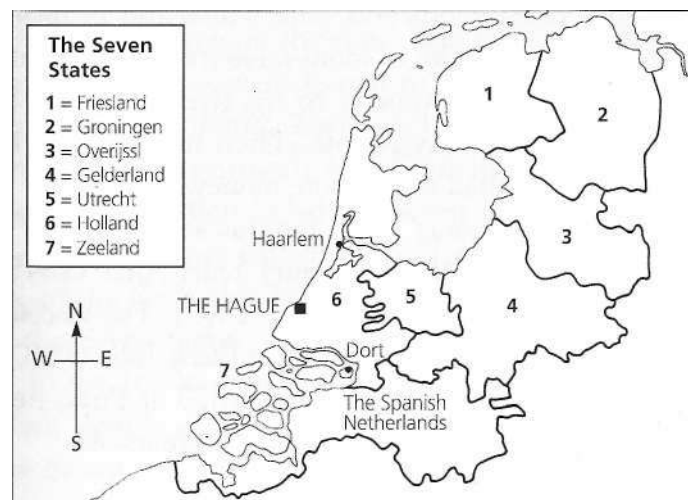 The Seven
States
1 = Friesland
2 = Groningen
3 = Overijssl
4 = Gelderland
5 = Utrecht
6 = Holland
7 = Zeeland
1
2
3
Haarlem
THE HAGUE
6
5
4
N
W E
S
7
Dort
The Spanish
Netherlands